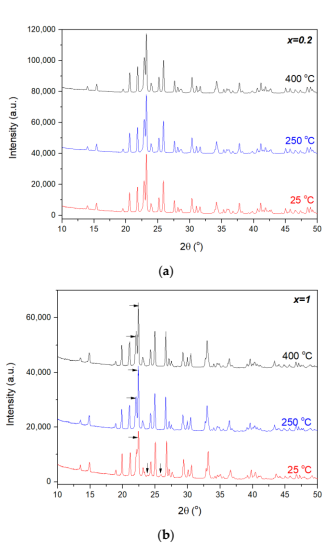 x=0.2
120,000
100,000
80,000
60,000
40,000
20,000
0
Intensity (a.u.)
400 °C
250 °C
25 °C
10 15 20 25 30 35 40 45 50
2θ (°)
(a)
x=1
60,000
40,000
20,000
0
Intensity (a.u.)
400 °C
250 °C
25 °C
10 15 20 25 30 35 40 45 50
2θ (°)
(b)